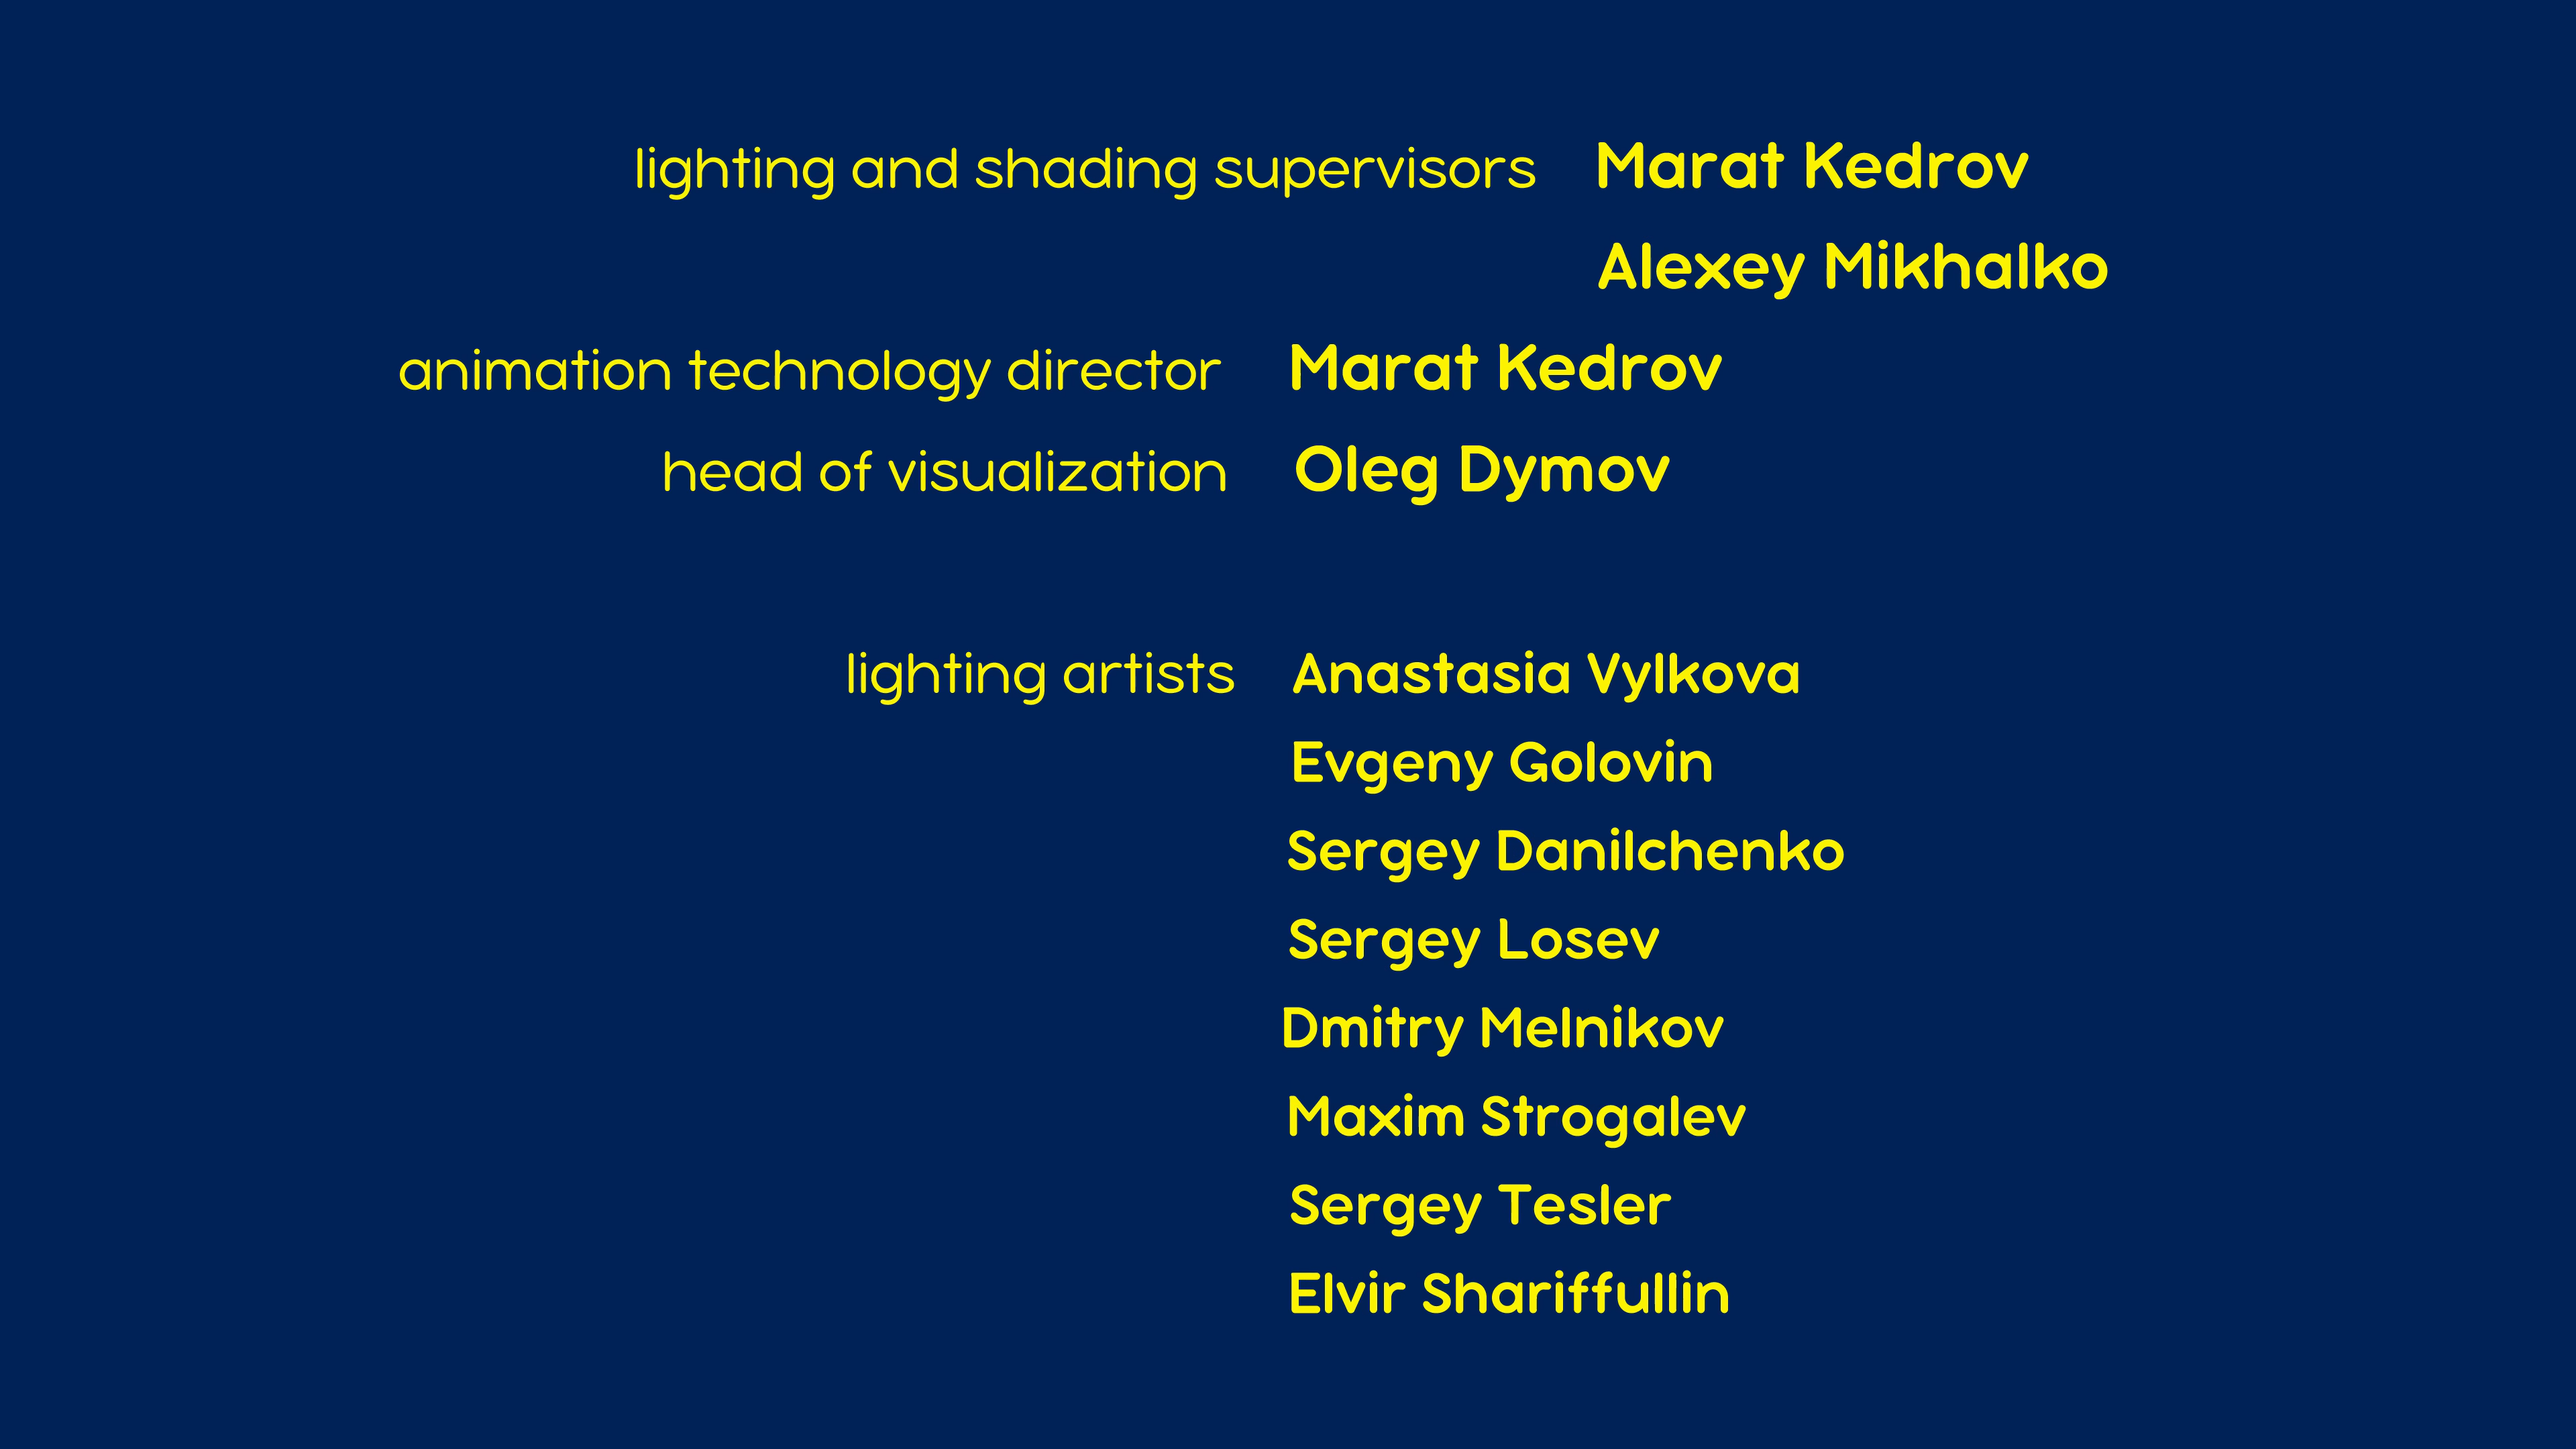 lighting and shading supervisors Marat Kedrov
Alexey Mikhalko
animation technology director Marat Kedrov
head of visualization Oleg Dymov
lighting artists Anastasia Vylkova
Evgeny Golovin
Sergey Danilchenko
Sergey Losev
Dmitry Melnikov
Maxim Strogalev
Sergey Tesler
Elvir Shariffullin